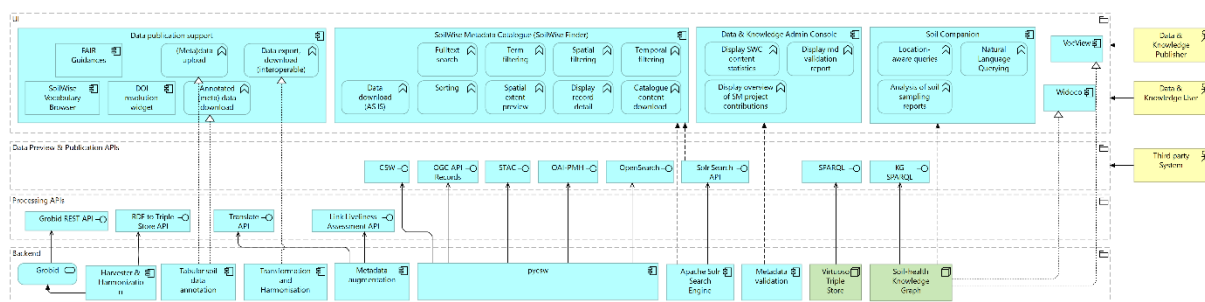 UI
Data publication support
FAIR
Guidances
(Meta)data
upload
Data export,
download
(interoperable)
SoilWise
Vocabulary
Browser
DOI
resolution
widget
Annotated
(meta) data
download
SoilWise Metadata Catalogue (SoilWise Finder)
Fulltext
search
Term
filtering
Spatial
filtering
Temporal
filtering
Data
download
(AS IS)
Sorting
Spatial
extent
preview
Display
record
detail
Catalogue
content
download
Data & Knowledge Admin Console
Display SWC
content
statistics
Display md
validation
report
Display overview
of SM project
contributions
Soil Companion
Location-
aware queries
Natural
Language
Querying
Analysis of soil
sampling
reports
VocView
Widoco
Data &
Knowledge
Publisher
Data &
Knowledge User
Third party
System
Data Preview & Publication APIs
CSW
OGC API
Records
STAC
OAI-PMH
OpenSearch
Solr Search
API
SPARQL
KG
SPARQL
Processing APIs
Grobid REST API
RDF to Triple
Store API
Translate
API
Link Liveliness
Assessment API
Backend
Grobid
Harvester &
Harmonizatio
n
Tabular soil
data
annotation
Transformation
and
Harmonisation
Metadata
augmentation
pycsw
Apache Solr
Search
Engine
Metadata
validation
Virtuoso
Triple
Store
Soil-health
Knowledge
Graph